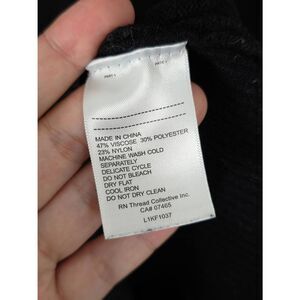 MADE IN CHINA
47% VISCOSE 30% POLYESTER
23% NYLON
MACHINE WASH COLD
SEPARATELY
DELICATE CYCLE
DO NOT BLEACH
DRY FLAT
COOL IRON
DO NOT DRY CLEAN
RN Thread Collective Inc.
CA# 07465
L1KF1037